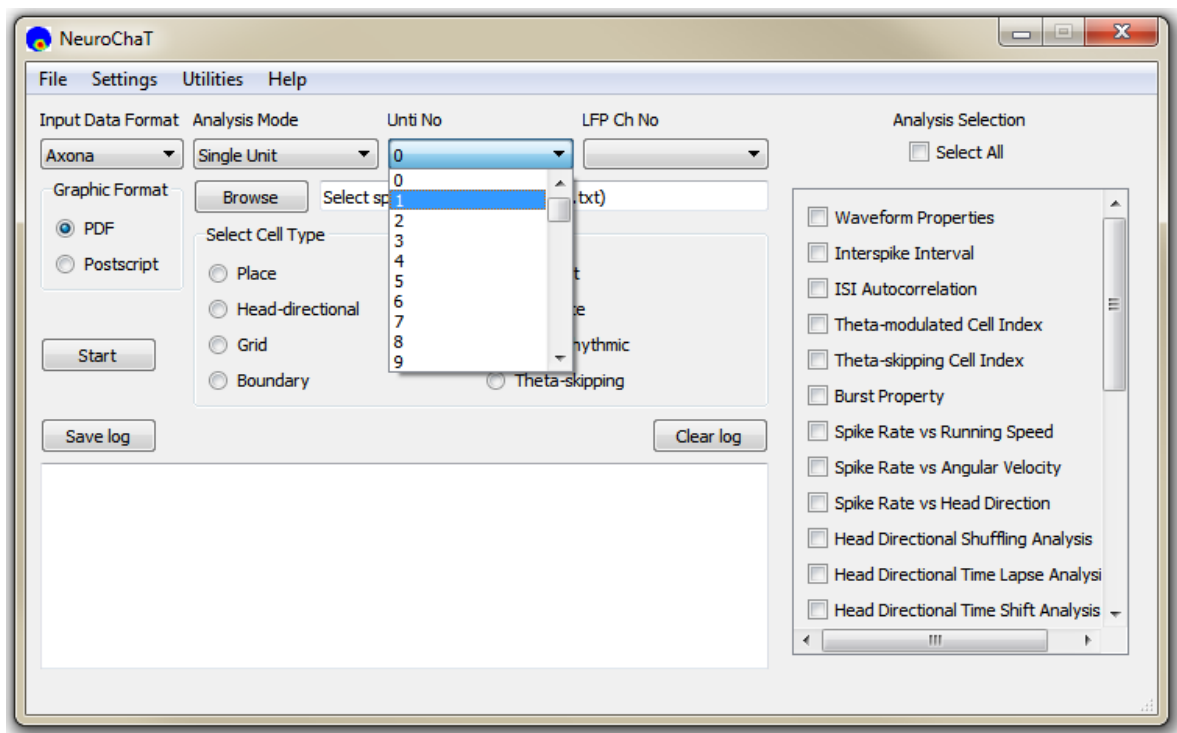 NeuroChaT
File Settings Utilities Help
Input Data Format Analysis Mode Unti No LFP Ch No Analysis Selection
Axona Single Unit 0 Select All
0
1
2
3
4
5
6
7
8
9
Graphic Format
PDF
Postscript
Browse Select sp .txt)
Select Cell Type
Place t
Head-directional e
Grid hythmic
Boundary Theta-skipping
Start
Save log Clear log
Waveform Properties
Interspike Interval
ISI Autocorrelation
Theta-modulated Cell Index
Theta-skipping Cell Index
Burst Property
Spike Rate vs Running Speed
Spike Rate vs Angular Velocity
Spike Rate vs Head Direction
Head Directional Shuffling Analysis
Head Directional Time Lapse Analysi
Head Directional Time Shift Analysis